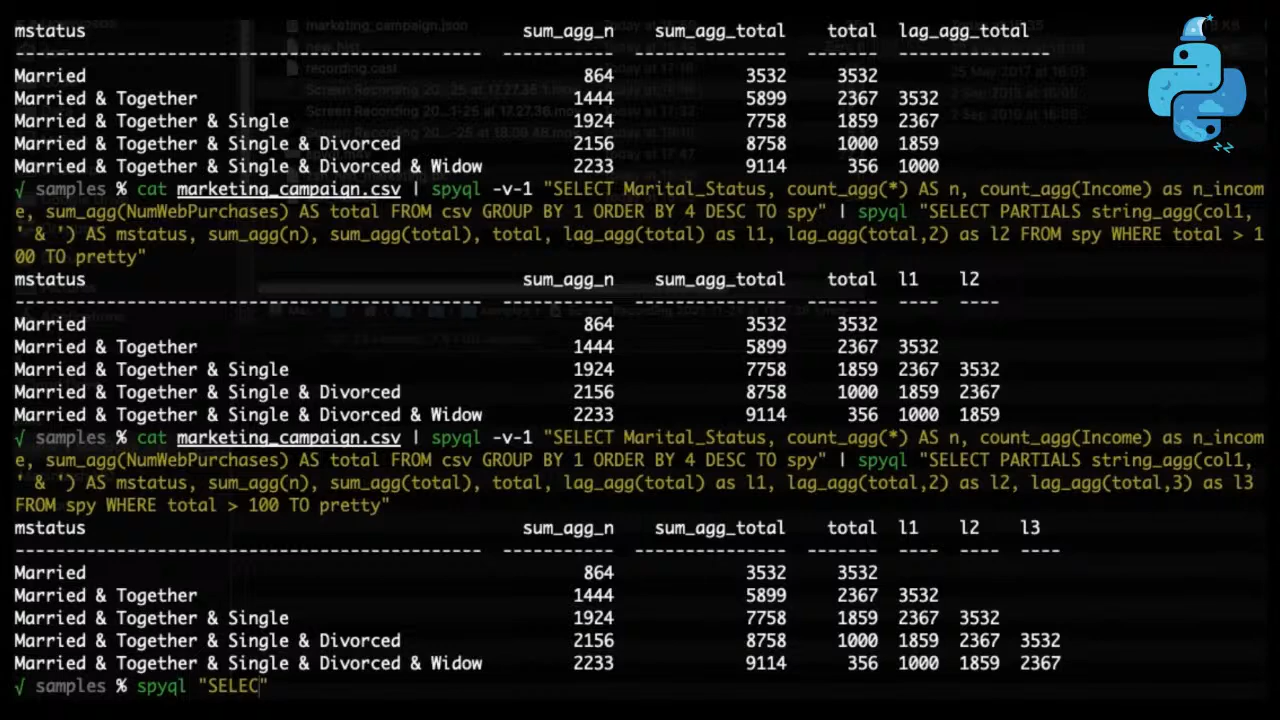 mstatus sum_agg_n sum_agg_total total lag_agg_total
---------------------------------------------- ----------- --------------- ------- ---------------
Married 864 3532 3532
Married & Together 1444 5899 2367 3532
Married & Together & Single 1924 7758 1859 2367
Married & Together & Single & Divorced 2156 8758 1000 1859
Married & Together & Single & Divorced & Widow 2233 9114 356 1000
√ samples % cat marketing_campaign.csv | spyql -v-1 "SELECT Marital_Status, count_agg(*) AS n, count_agg(Income) as n_incom
e, sum_agg(NumWebPurchases) AS total FROM csv GROUP BY 1 ORDER BY 4 DESC TO spy" | spyql "SELECT PARTIALS string_agg(col1,
' & ') AS mstatus, sum_agg(n), sum_agg(total), total, lag_agg(total) as l1, lag_agg(total,2) as l2 FROM spy WHERE total > 1
00 TO pretty"
mstatus sum_agg_n sum_agg_total total l1 l2
---------------------------------------------- ----------- --------------- ------- ---- ----
Married 864 3532 3532
Married & Together 1444 5899 2367 3532
Married & Together & Single 1924 7758 1859 2367 3532
Married & Together & Single & Divorced 2156 8758 1000 1859 2367
Married & Together & Single & Divorced & Widow 2233 9114 356 1000 1859
√ samples % cat marketing_campaign.csv | spyql -v-1 "SELECT Marital_Status, count_agg(*) AS n, count_agg(Income) as n_incom
e, sum_agg(NumWebPurchases) AS total FROM csv GROUP BY 1 ORDER BY 4 DESC TO spy" | spyql "SELECT PARTIALS string_agg(col1,
' & ') AS mstatus, sum_agg(n), sum_agg(total), total, lag_agg(total) as l1, lag_agg(total,2) as l2, lag_agg(total,3) as l3
FROM spy WHERE total > 100 TO pretty"
mstatus sum_agg_n sum_agg_total total l1 l2 l3
---------------------------------------------- ----------- --------------- ------- ---- ---- ----
Married 864 3532 3532
Married & Together 1444 5899 2367 3532
Married & Together & Single 1924 7758 1859 2367 3532
Married & Together & Single & Divorced 2156 8758 1000 1859 2367 3532
Married & Together & Single & Divorced & Widow 2233 9114 356 1000 1859 2367
√ samples % spyql "SELEC"